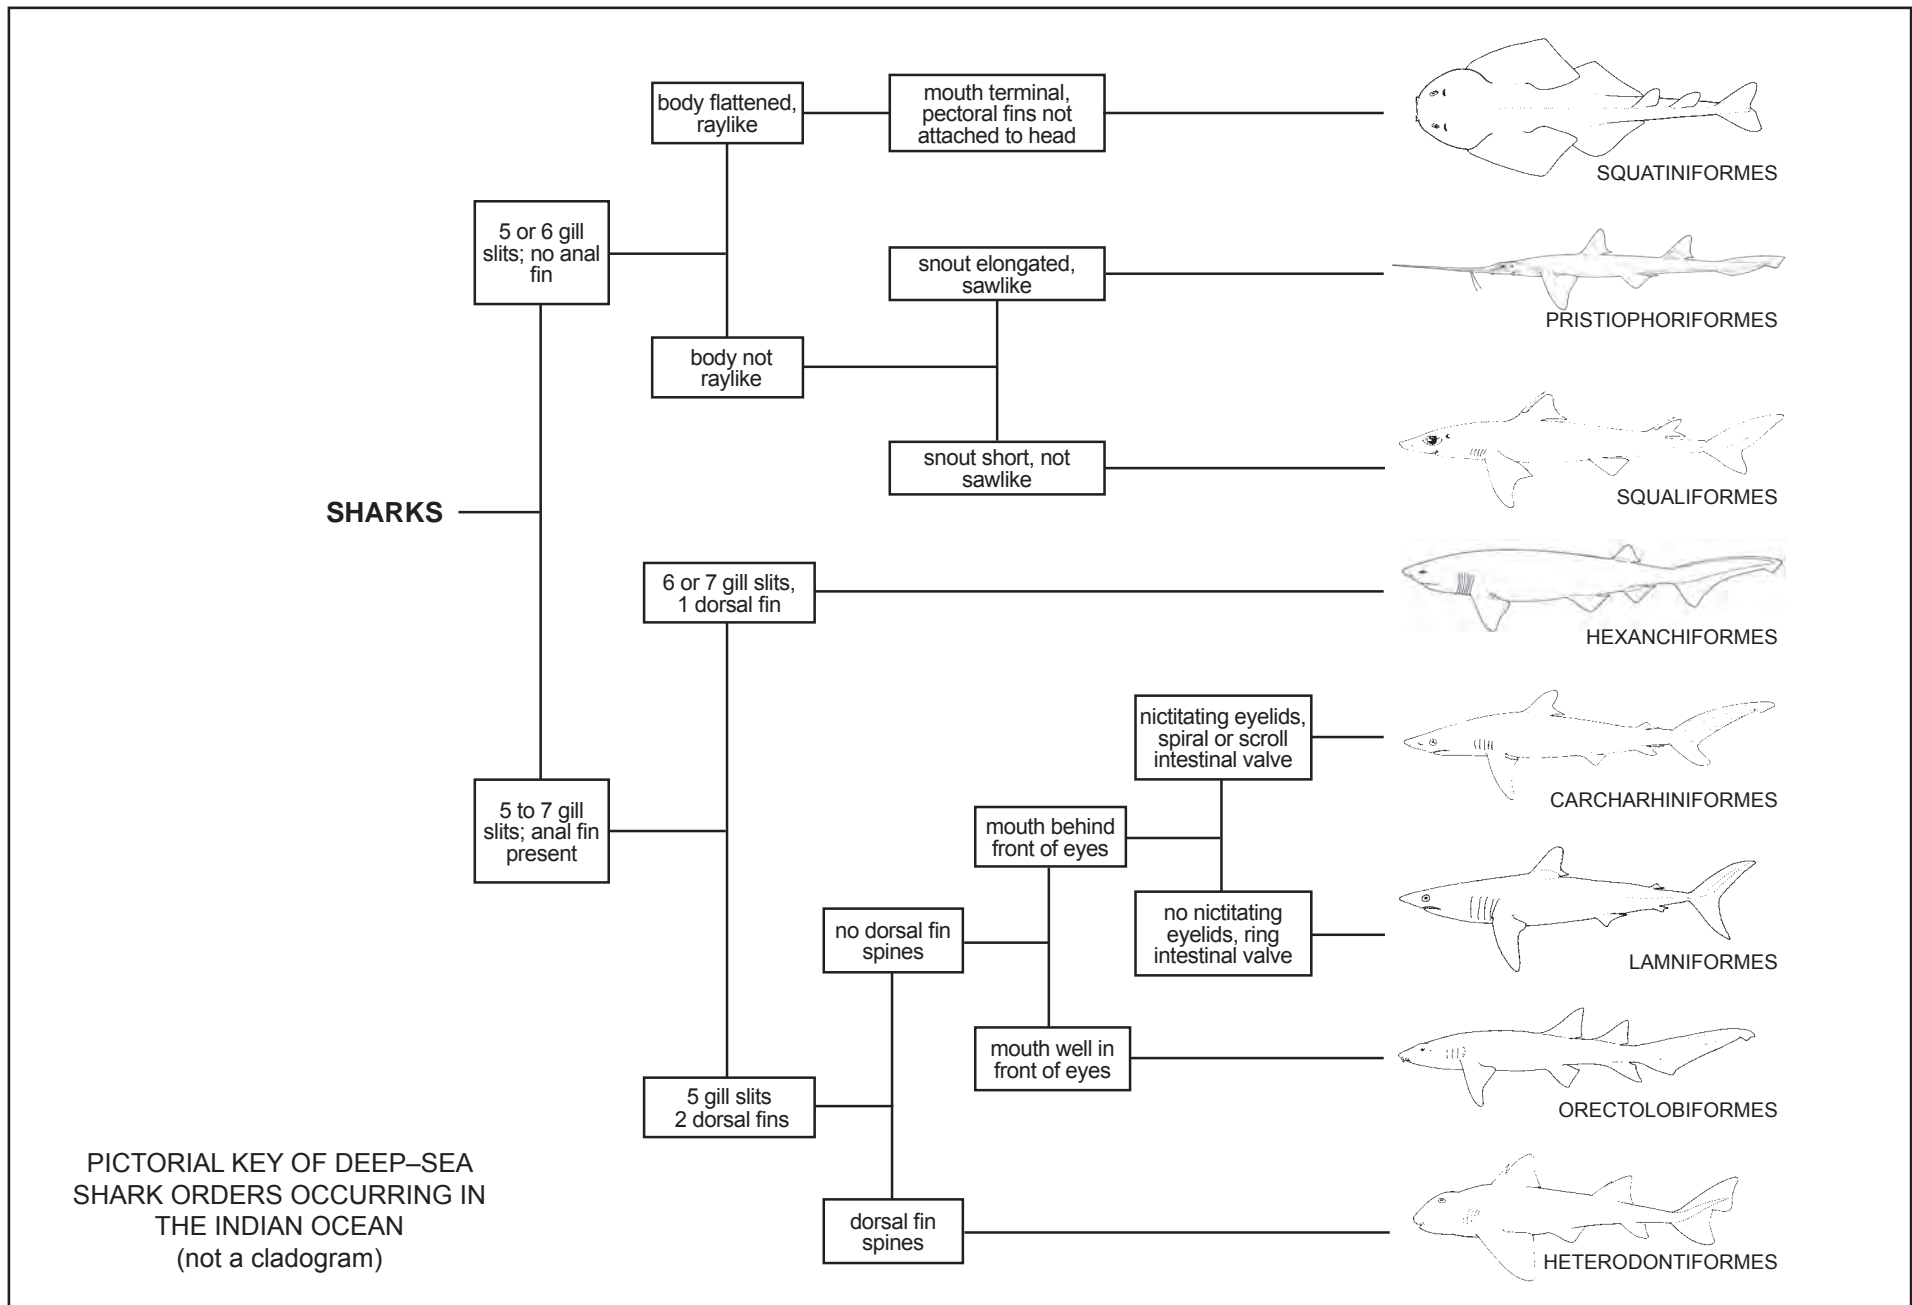 body flattened,
raylike
mouth terminal,
pectoral fins not
attached to head
SQUATINIFORMES
5 or 6 gill
slits; no anal
fin
snout elongated,
sawlike
PRISTIOPHORIFORMES
body not
raylike
snout short, not
sawlike
SQUALIFORMES
SHARKS
6 or 7 gill slits,
1 dorsal fin
HEXANCHIFORMES
nictitating eyelids,
spiral or scroll
intestinal valve
CARCHARHINIFORMES
5 to 7 gill
slits; anal fin
present
mouth behind
front of eyes
no nictitating
eyelids, ring
intestinal valve
LAMNIFORMES
no dorsal fin
spines
mouth well in
front of eyes
ORECTOLOBIFORMES
5 gill slits
2 dorsal fins
dorsal fin
spines
HETERODONTIFORMES
PICTORIAL KEY OF DEEP–SEA
SHARK ORDERS OCCURRING IN
THE INDIAN OCEAN
(not a cladogram)